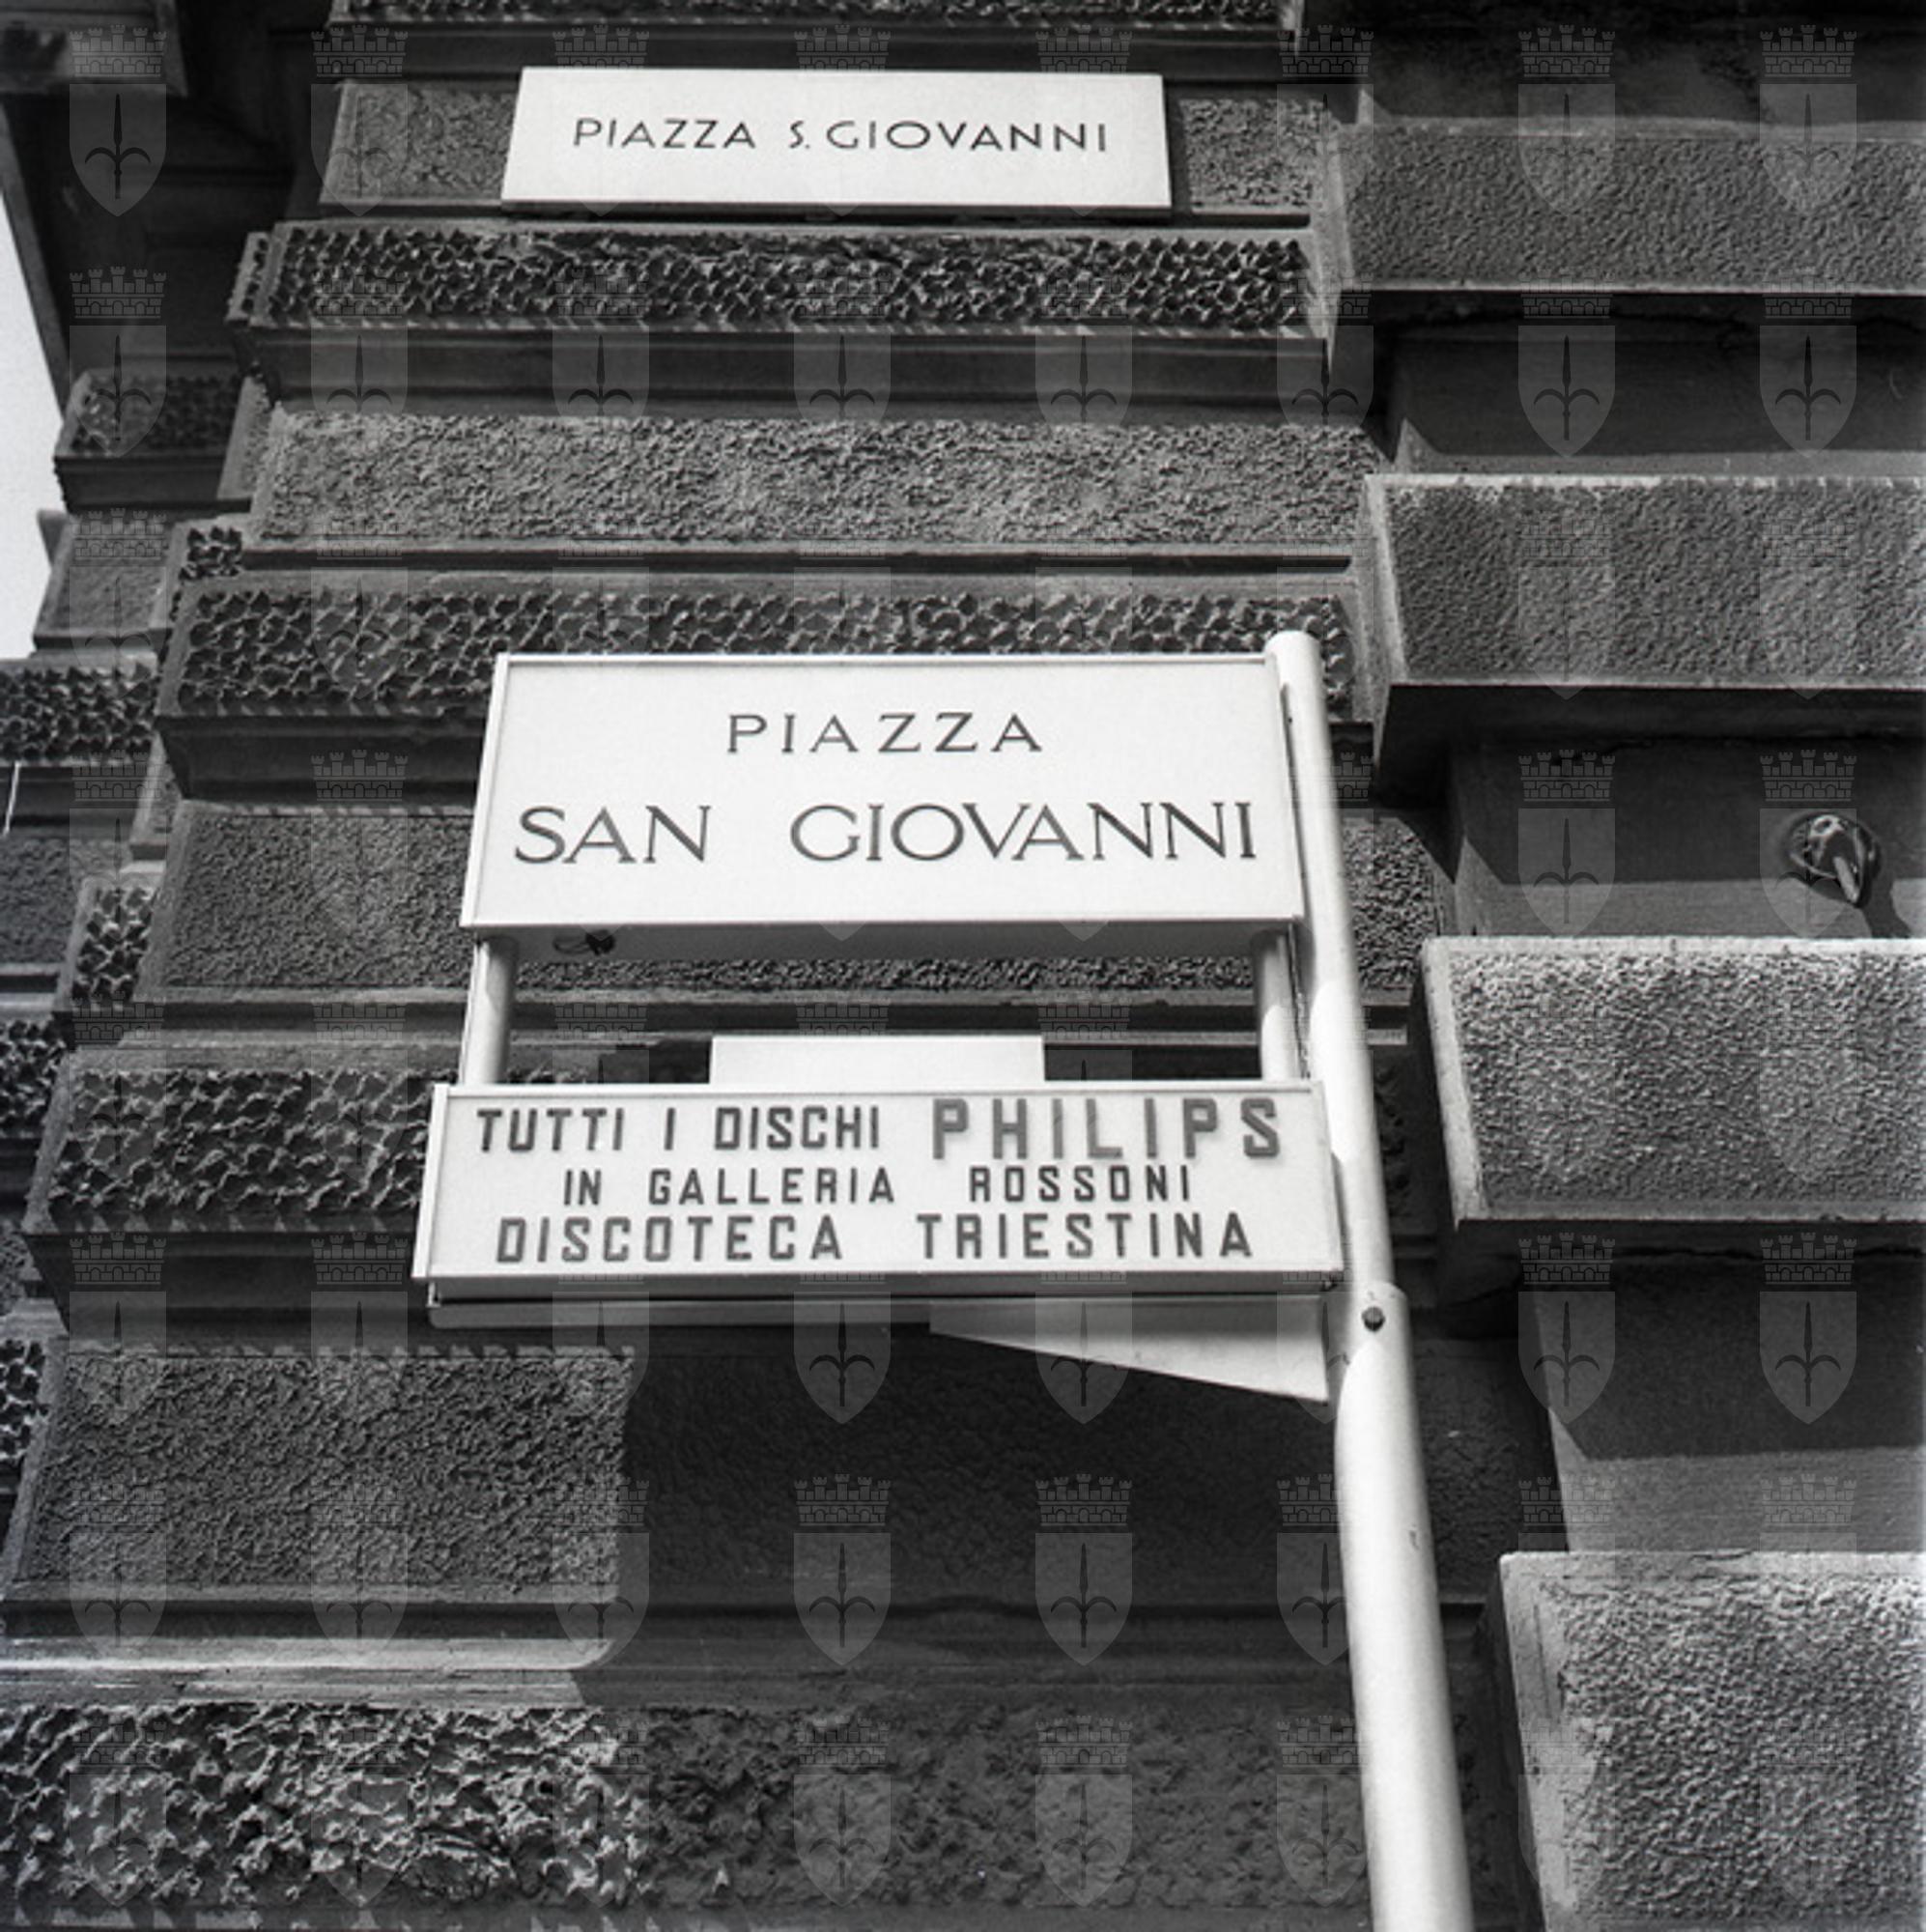 PIAZZA S. GIOVANNI
PIAZZA
SAN GIOVANNI
TUTTI I DISCHI PHILIPS
IN GALLERIA ROSSONI
DISCOTECA TRIESTINA